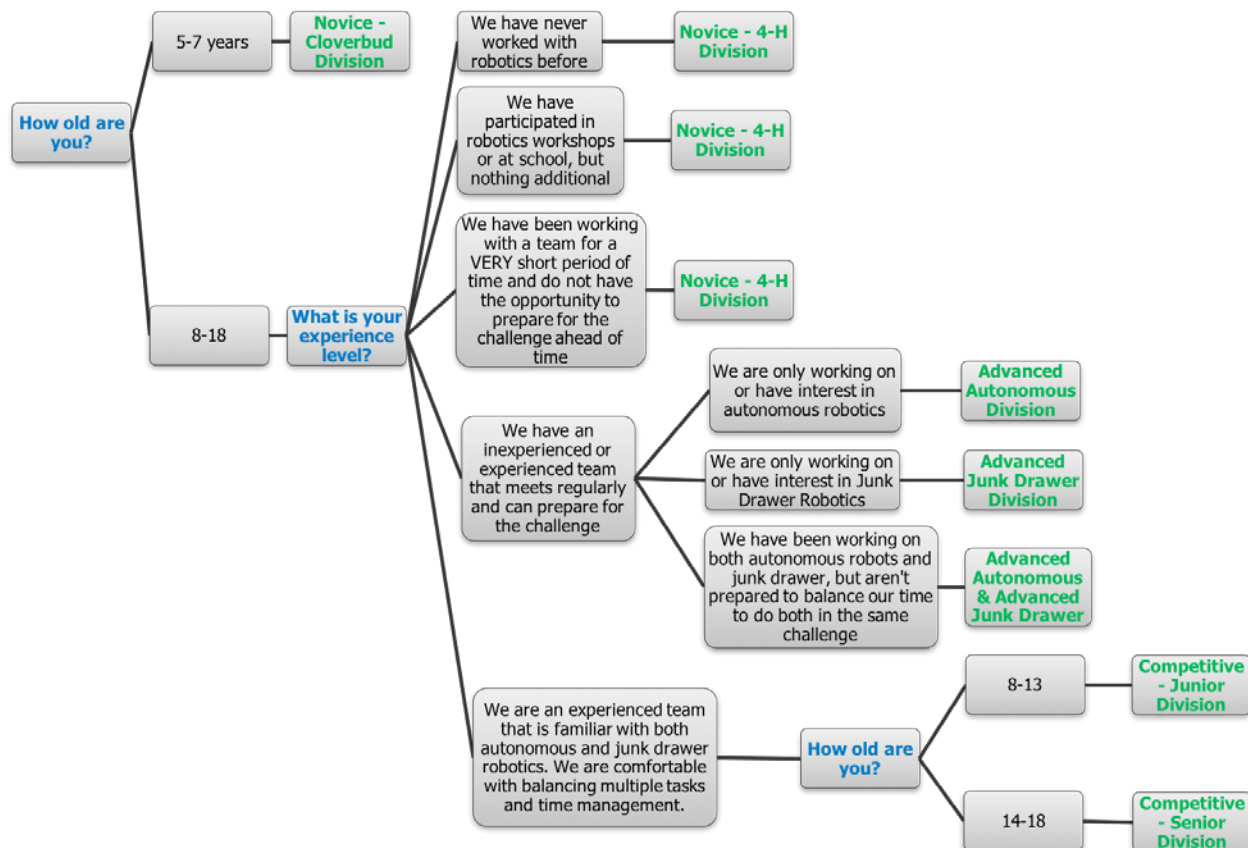 How old are
you?
5-7 years
Novice -
Cloverbud
Division
8-18
What is your
experience
level?
We have never
worked with
robotics before
Novice - 4-H
Division
We have
participated in
robotics workshops
or at school, but
nothing additional
Novice - 4-H
Division
We have been working
with a team for a
VERY short period of
time and do not have
the opportunity to
prepare for the
challenge ahead of
time
Novice - 4-H
Division
We have an
inexperienced or
experienced team
that meets regularly
and can prepare for
the challenge
We are only working on
or have interest in
autonomous robotics
Advanced
Autonomous
Division
We are only working on
or have interest in Junk
Drawer Robotics
Advanced
Junk Drawer
Division
We have been working on
both autonomous robots and
junk drawer, but aren't
prepared to balance our time
to do both in the same
challenge
Advanced
Autonomous
& Advanced
Junk Drawer
We are an experienced team
that is familiar with both
autonomous and junk drawer
robotics. We are comfortable
with balancing multiple tasks
and time management.
How old are
you?
8-13
Competitive
- Junior
Division
14-18
Competitive
- Senior
Division